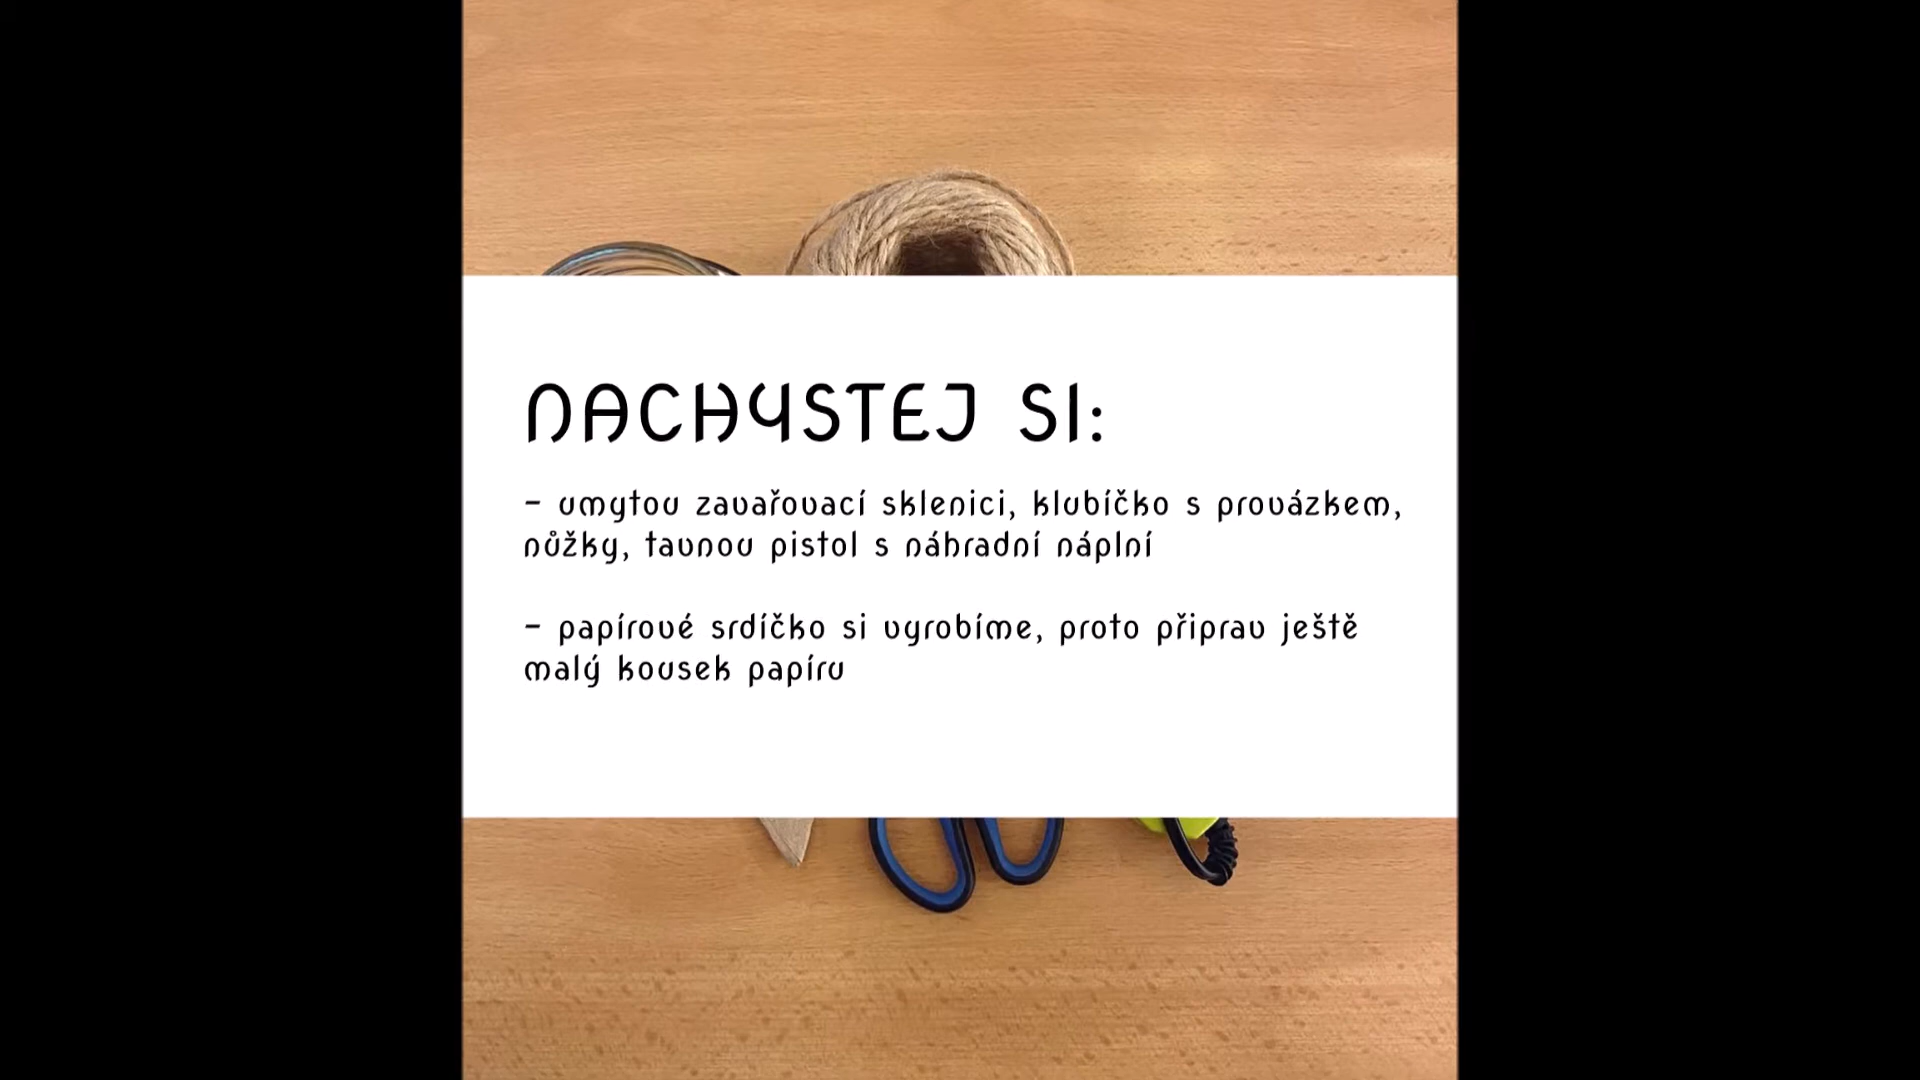 NACHYSTEJ SI:
- umytou zavařovací sklenici, klubíčko s provázkem,
nůžky, tavnou pistol s náhradní náplní
- papírové srdíčko si vyrobíme, proto připrav ještě
malý kousek papíru